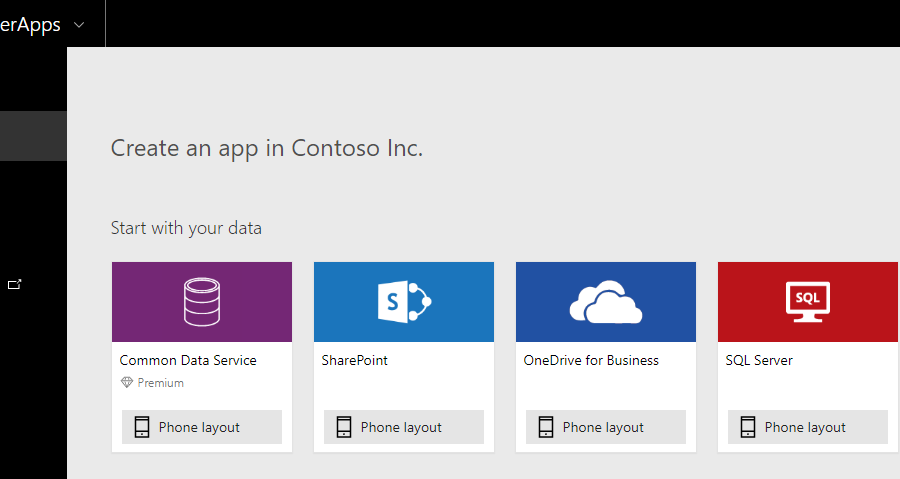 erApps
Create an app in Contoso Inc.
Start with your data
S
SQL
Common Data Service
SharePoint
OneDrive for Business
SQL Server
Premium
Phone layout
Phone layout
Phone layout
Phone layout